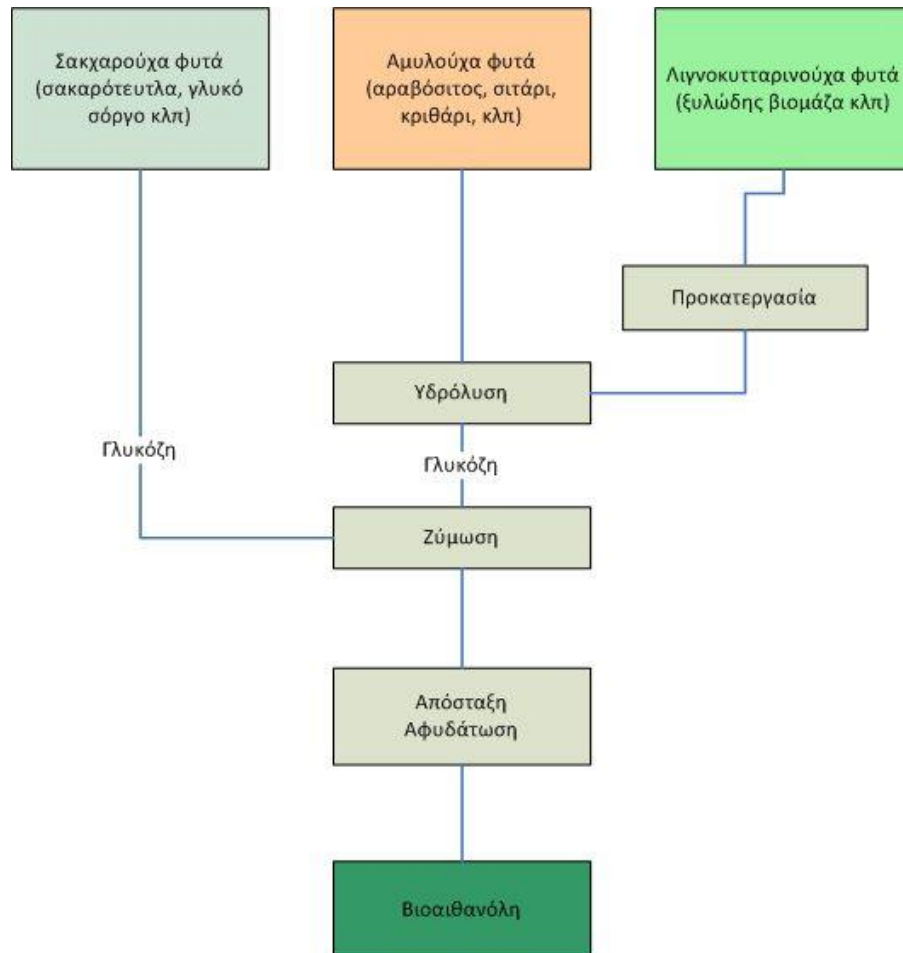 Σακχαρούχα φυτά
(σακαρότευτλα, γλυκό
σόργο κλπ)
Αμυλούχα φυτά
(αραβόσιτος, σιτάρι,
κριθάρι, κλπ)
Λιγνοκυτταρινούχα φυτά
(ξυλώδης βιομάζα κλπ)
Προκατεργασία
Υδρόλυση
Γλυκόζη
Γλυκόζη
Ζύμωση
Απόσταξη
Αφυδάτωση
Βιοαιθανόλη